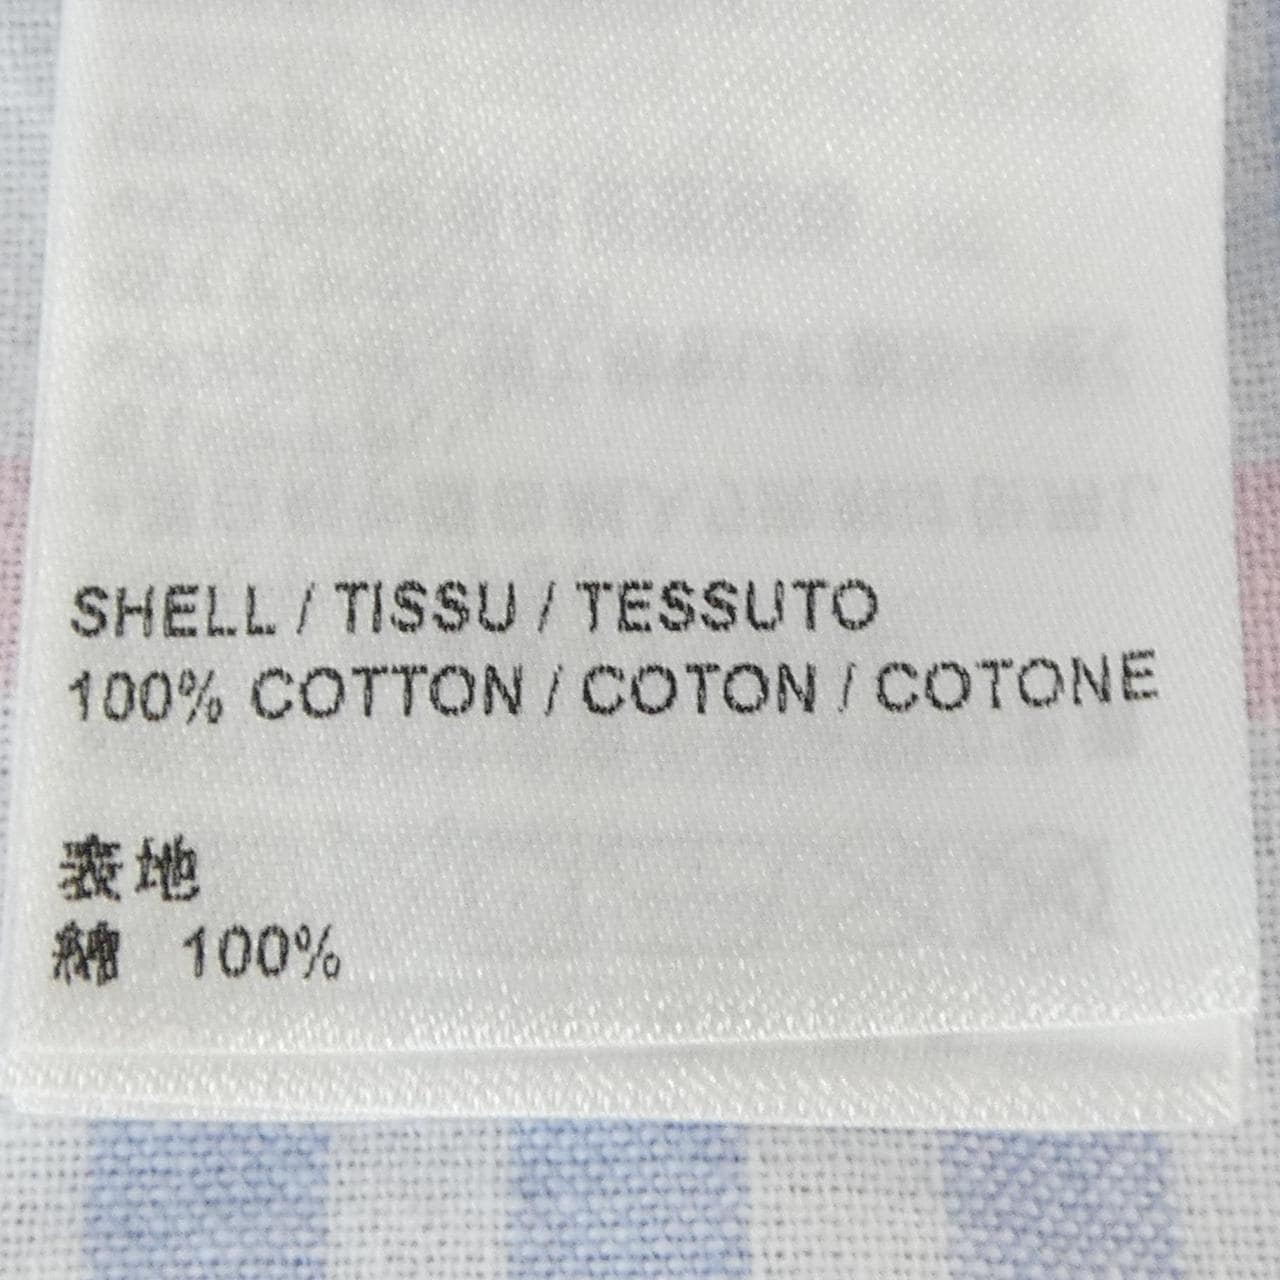 SHELL / TISSU / TESSUTO
100% COTTON / COTON / COTONE
表地
綿 100%